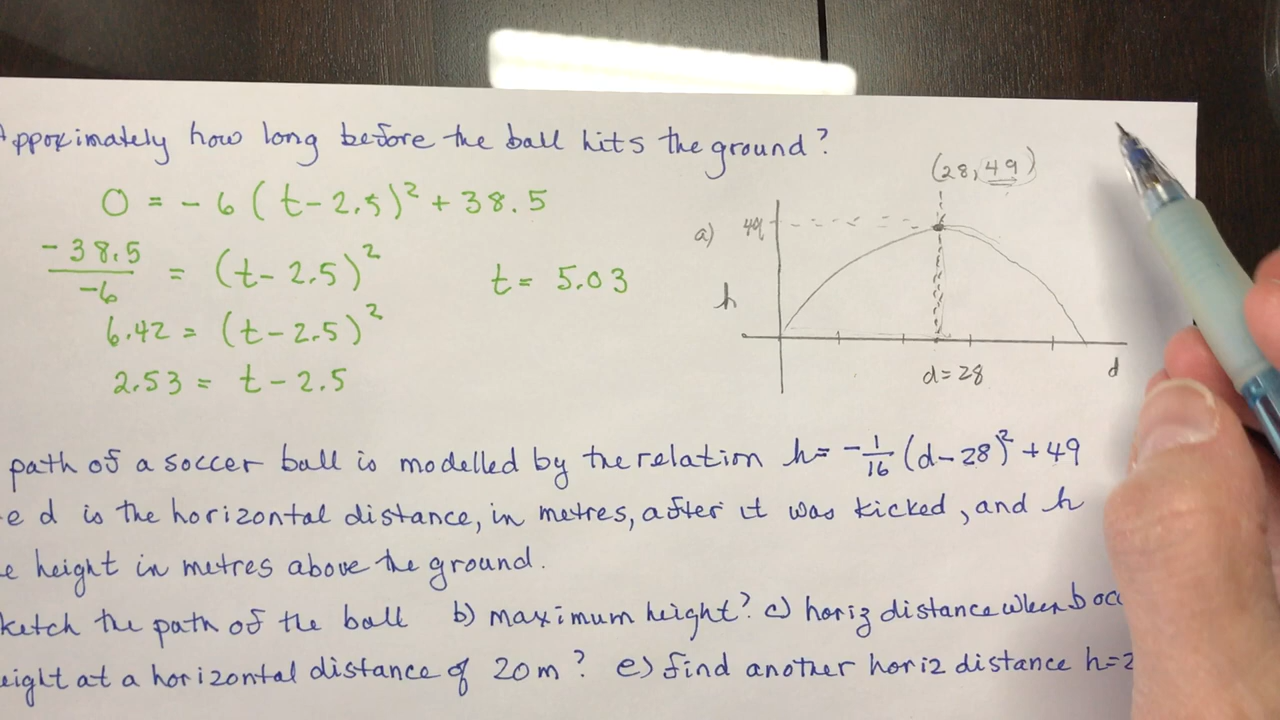 Appoximately how long before the ball hits the ground?
0 = -6(t-2.5)² + 38.5
-38.5/-6 = (t-2.5)²
6.42 = (t-2.5)²
2.53 = t-2.5
t = 5.03
(28, 49)
a) 49
h
d=28
d
path of a soccer ball is modelled by the relation h= -1/16 (d-28)² +49
e d is the horizontal distance, in metres, after it was kicked, and h
e height in metres above the ground.
ketch the path of the ball b) maximum height? c) horiz distance when b occ
eight at a horizontal distance of 20m? e) find another horiz distance h=2